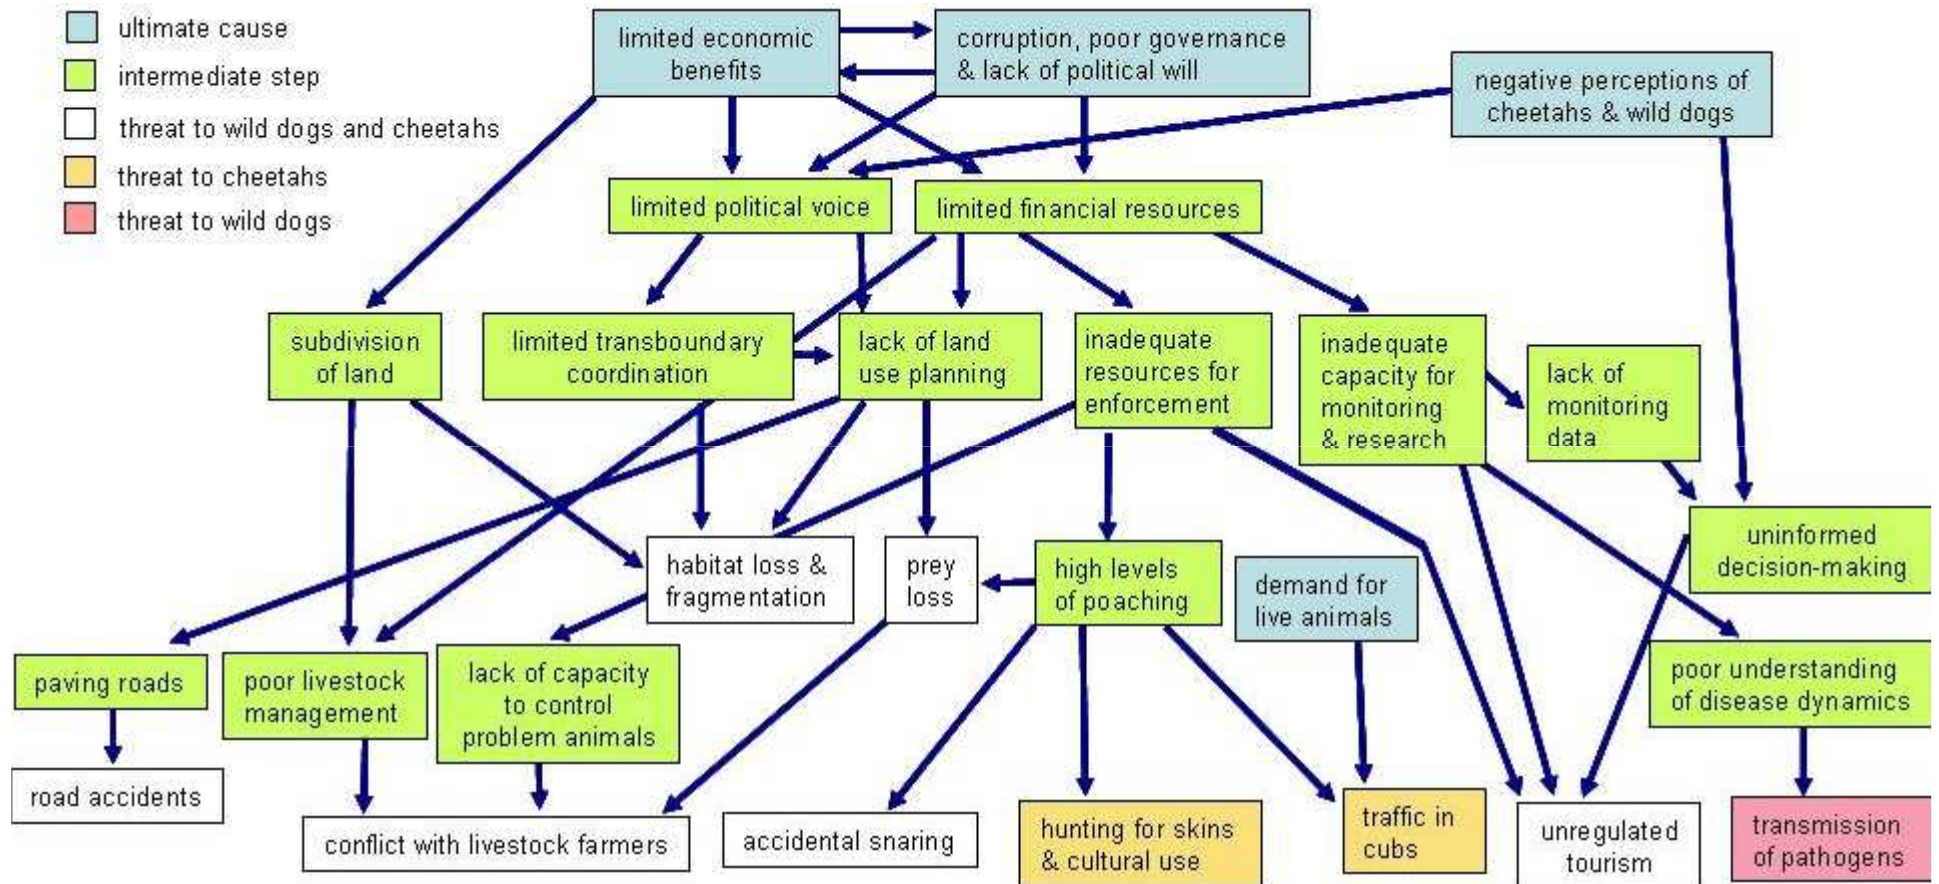 ultimate cause
intermediate step
threat to wild dogs and cheetahs
threat to cheetahs
threat to wild dogs
limited economic
benefits
corruption, poor governance
& lack of political will
negative perceptions of
cheetahs & wild dogs
limited political voice
limited financial resources
subdivision
of land
limited transboundary
coordination
lack of land
use planning
inadequate
resources for
enforcement
inadequate
capacity for
monitoring
& research
lack of
monitoring
data
uninformed
decision-making
habitat loss &
fragmentation
prey
loss
high levels
of poaching
demand for
live animals
paving roads
poor livestock
management
lack of capacity
to control
problem animals
poor understanding
of disease dynamics
road accidents
conflict with livestock farmers
accidental snaring
hunting for skins
& cultural use
traffic in
cubs
unregulated
tourism
transmission
of pathogens